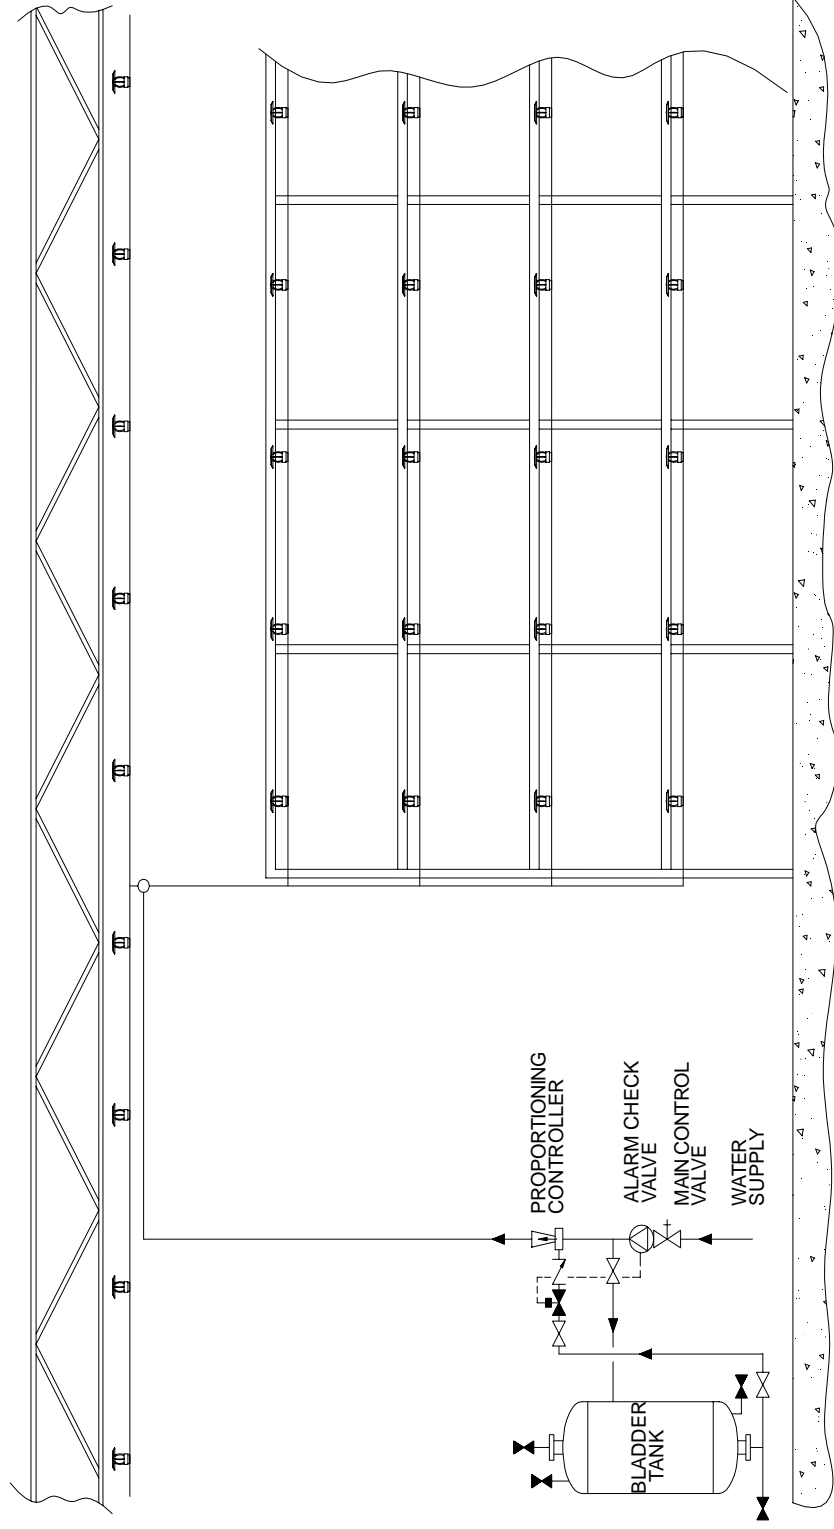 PROPORTIONING
CONTROLLER
ALARM CHECK
VALVE
MAIN CONTROL
VALVE
WATER
SUPPLY
BLADDER
TANK